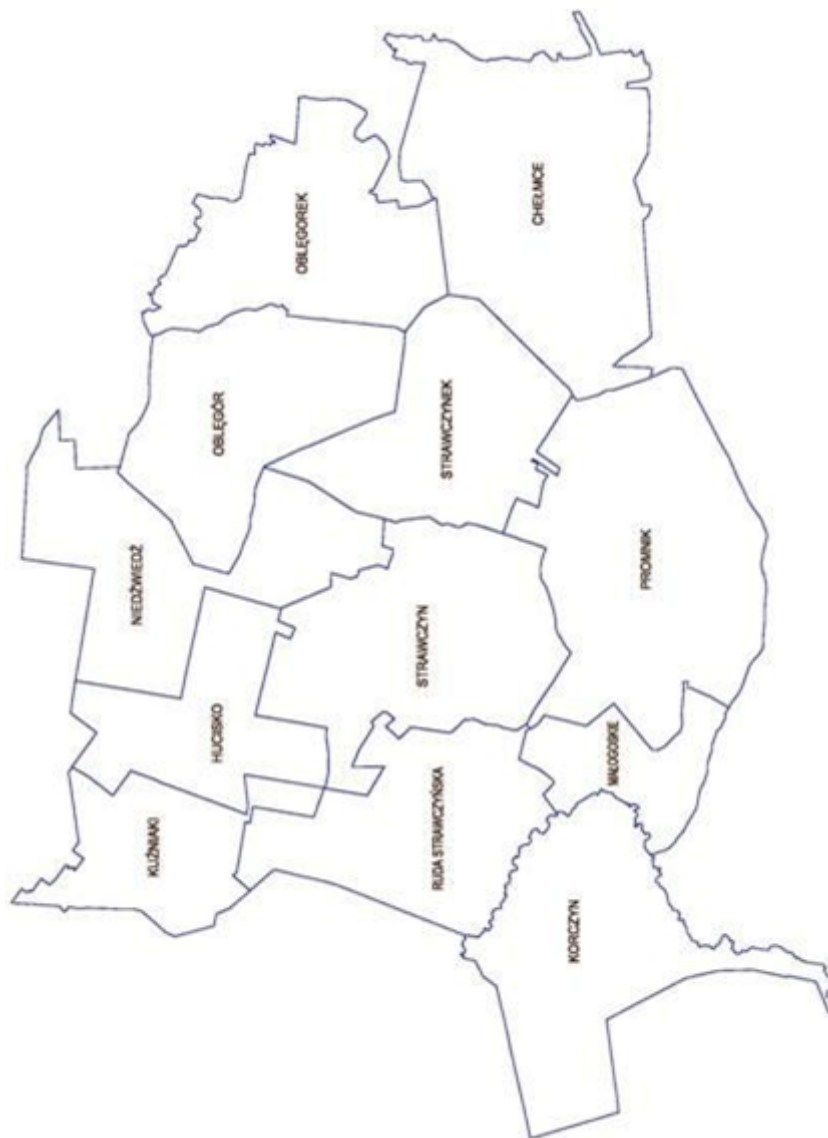 KUŹNIAKI
HUCISKO
NIEDŹWIEDŹ
OBLĘGÓR
OBLĘGOREK
CHEŁMCE
STRAWCZYNEK
STRAWCZYN
RUDA STRAWCZYŃSKA
PROMNIK
MAŁOGOSKIE
KORCZYN